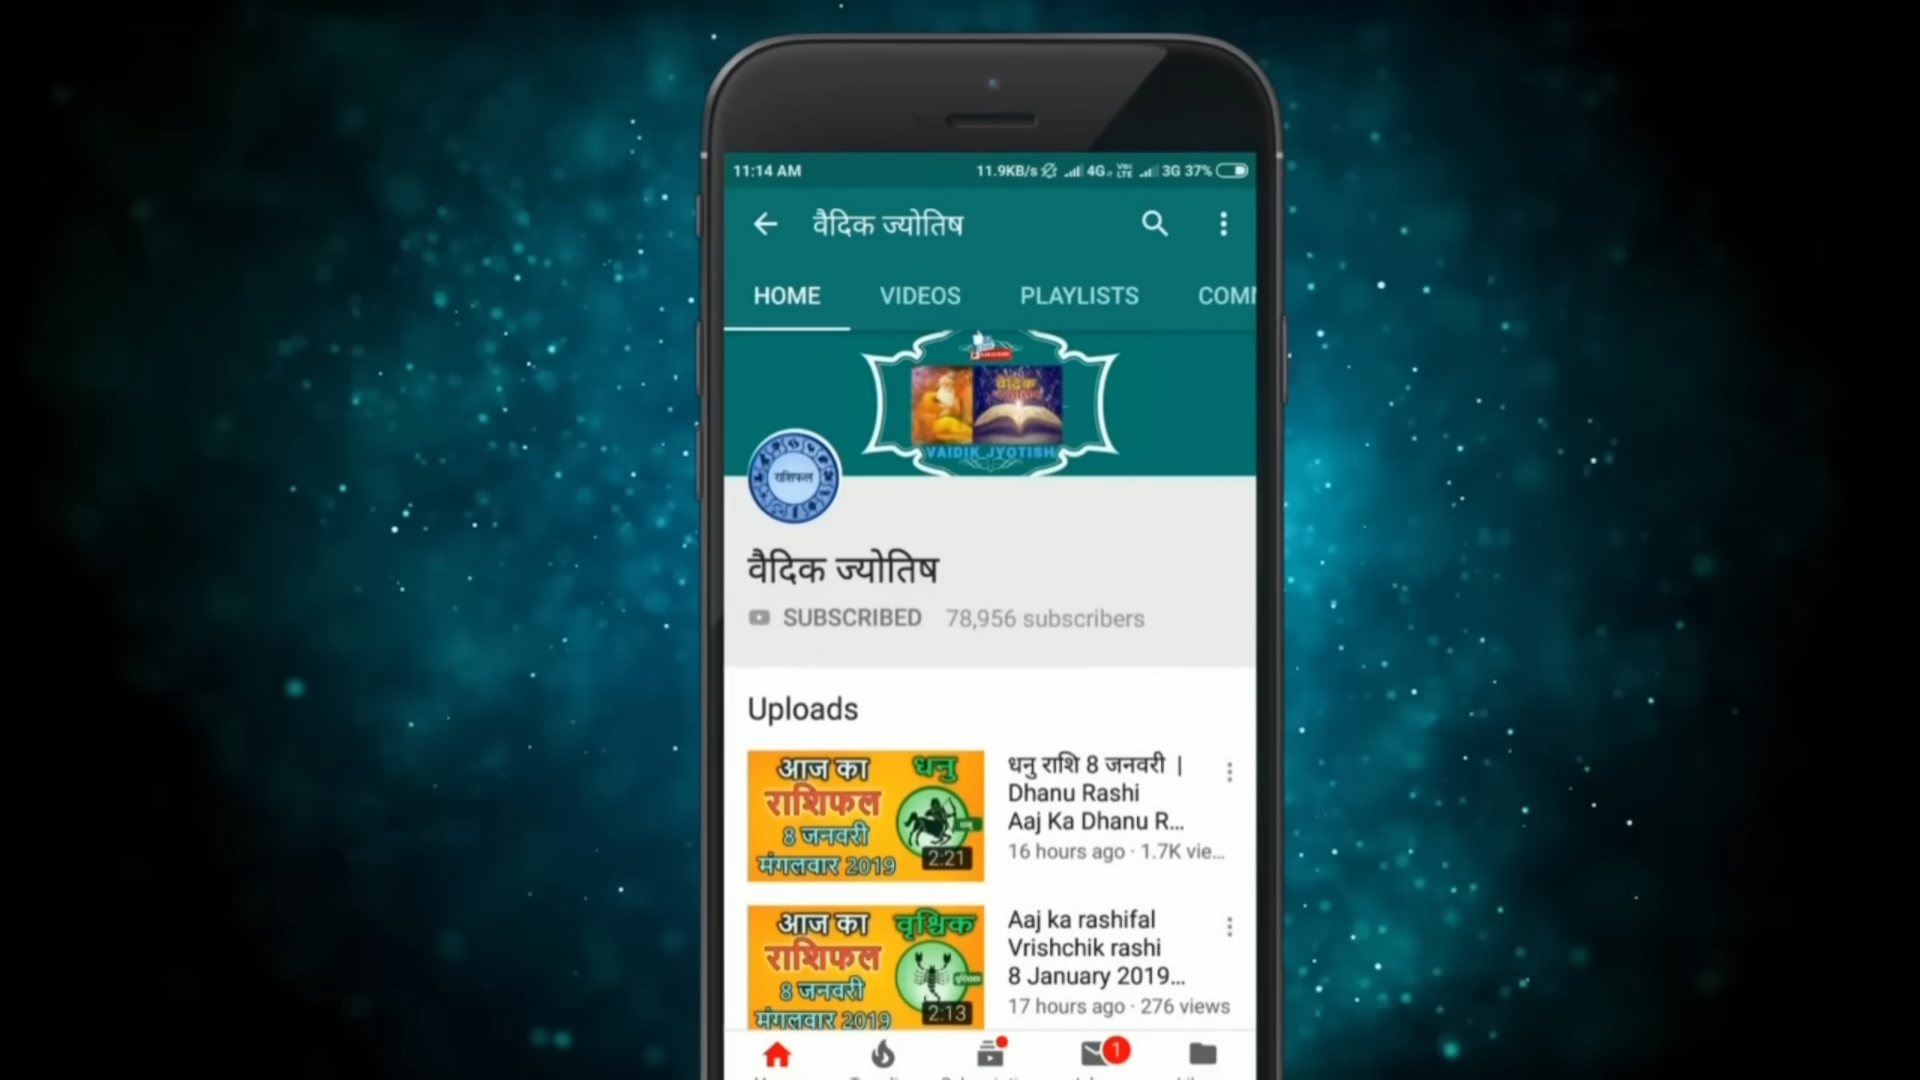 11:14 AM
11.9KB/s 4G VoLTE 3G 37%
वैदिक ज्योतिष
HOME VIDEOS PLAYLISTS COMM
वैदिक
VAIDIK JYOTISH
राशिफल
वैदिक ज्योतिष
SUBSCRIBED 78,956 subscribers
Uploads
आज का धनु
राशिफल
8 जनवरी
मंगलवार 2019
2:21
धनु राशि 8 जनवरी |
Dhanu Rashi
Aaj Ka Dhanu R...
16 hours ago · 1.7K vie...
आज का वृश्चिक
राशिफल
8 जनवरी
मंगलवार 2019
2:13
Aaj ka rashifal
Vrishchik rashi
8 January 2019...
17 hours ago · 276 views
1